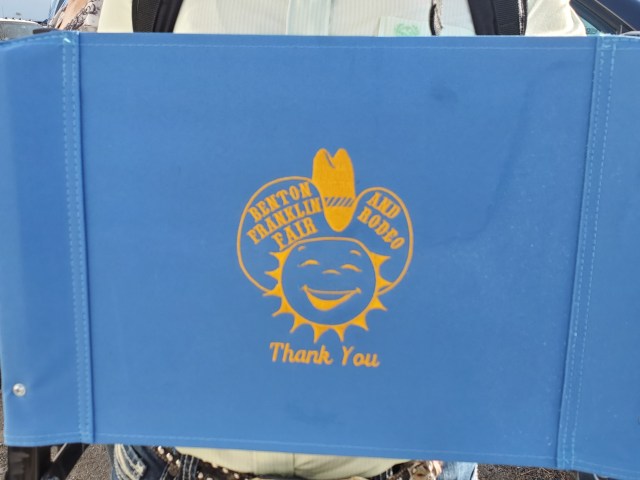 BENTON
FRANKLIN
FAIR
AND
RODEO
Thank You